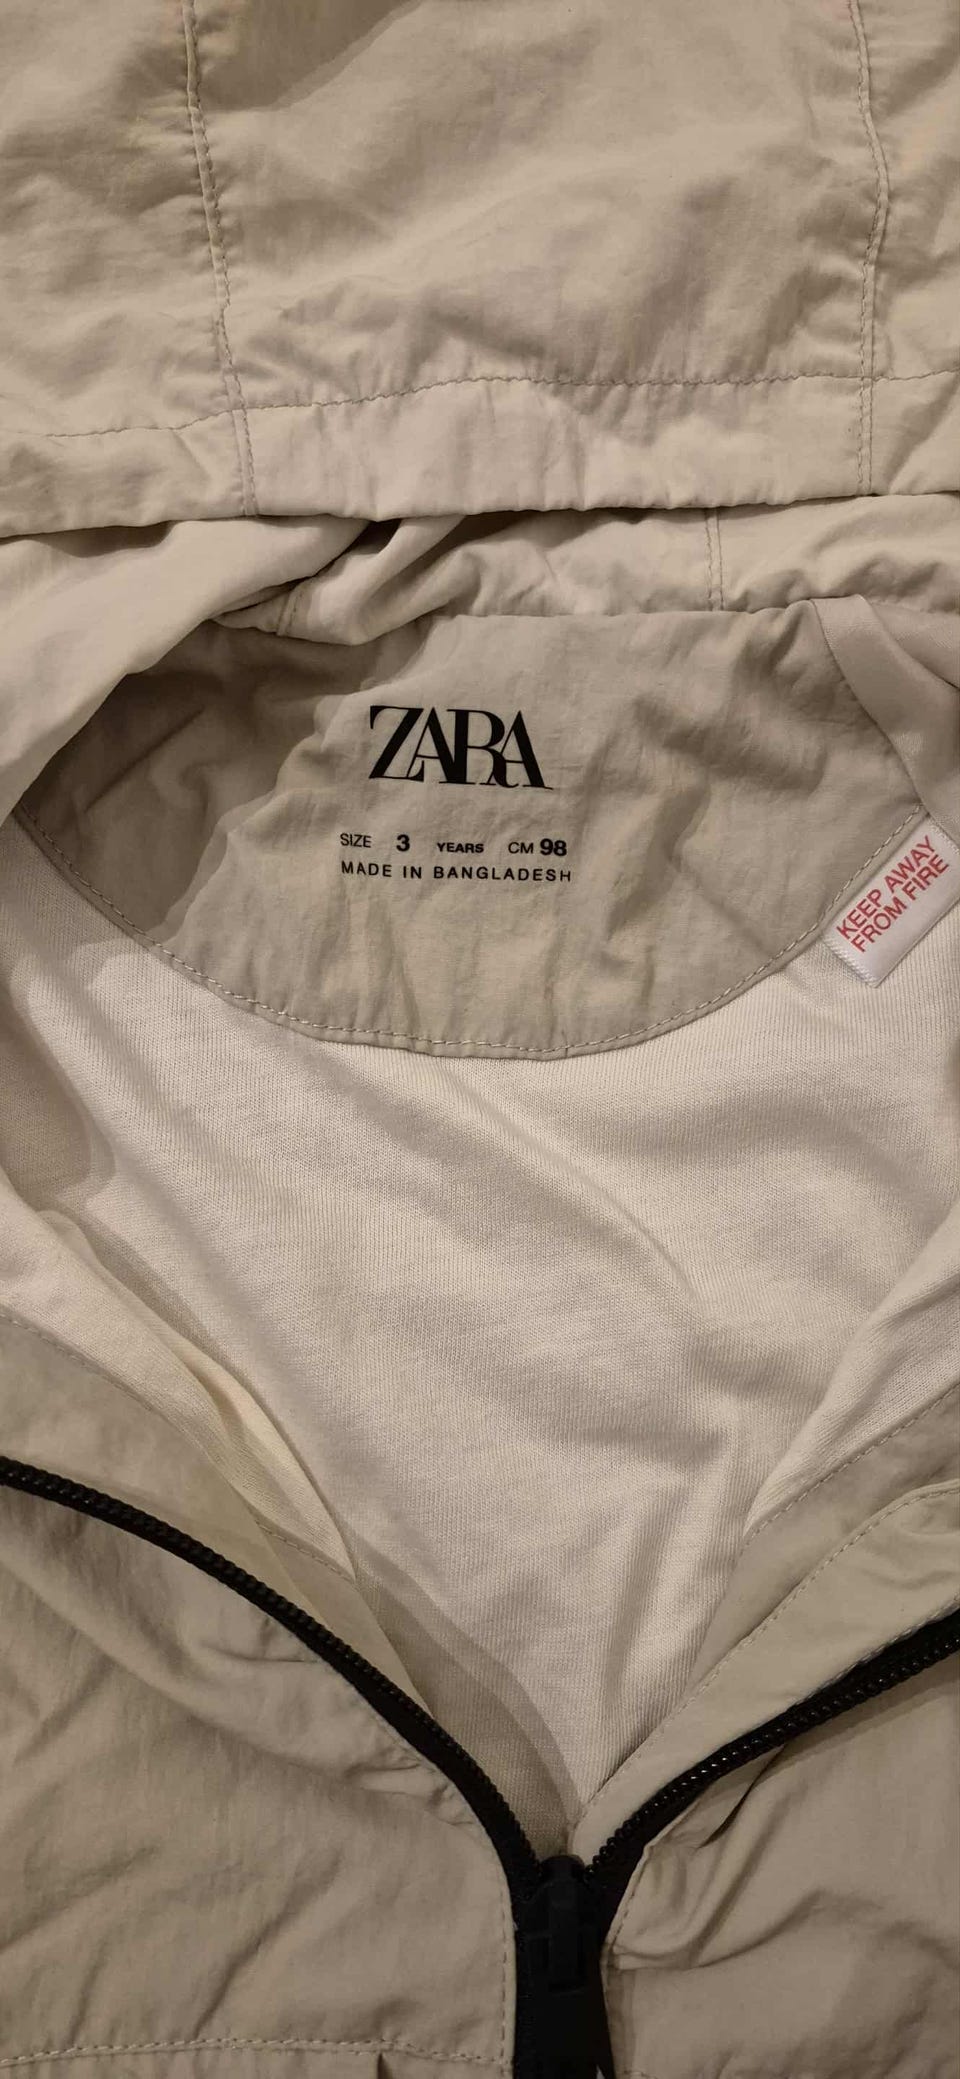 ZARA
SIZE 3 YEARS CM 98
MADE IN BANGLADESH
KEEP AWAY
FROM FIRE